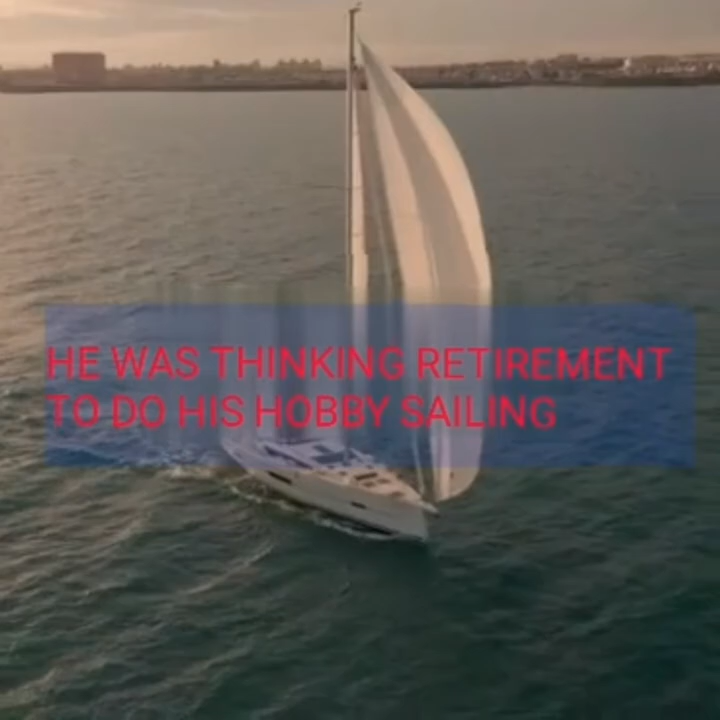 HE WAS THINKING RETIREMENT
TO DO HIS HOBBY SAILING